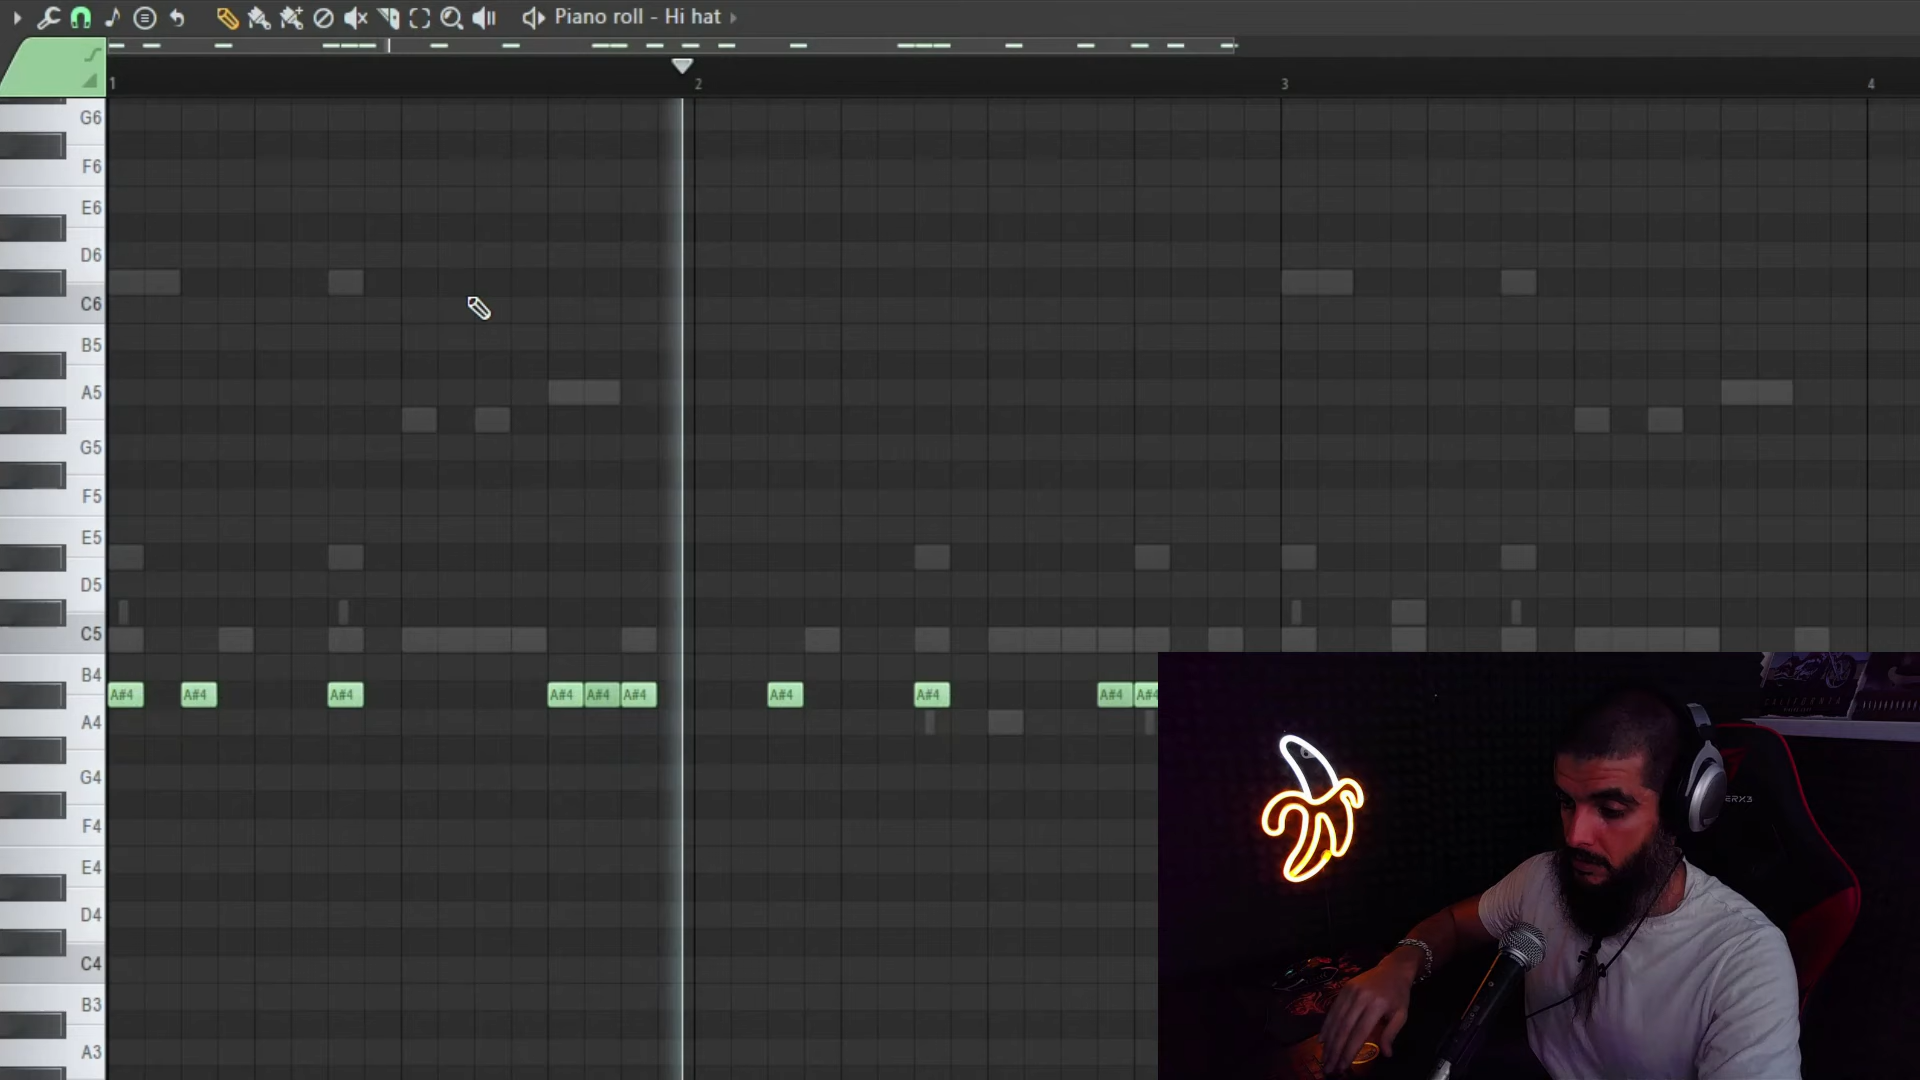 Piano roll - Hi hat
1 2 3 4
G6
F6
E6
D6
C6
B5
A5
G5
F5
E5
D5
C5
B4
A#4 A#4 A#4 A#4 A#4 A#4 A#4 A#4 A#4 A#4
A4
G4
F4
E4
D4
C4
B3
A3